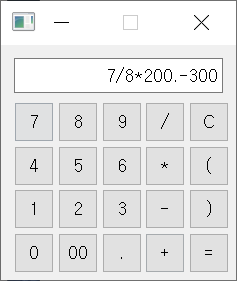 7/8*200.-300
7 8 9 / C
4 5 6 * (
1 2 3 - )
0 00 . + =